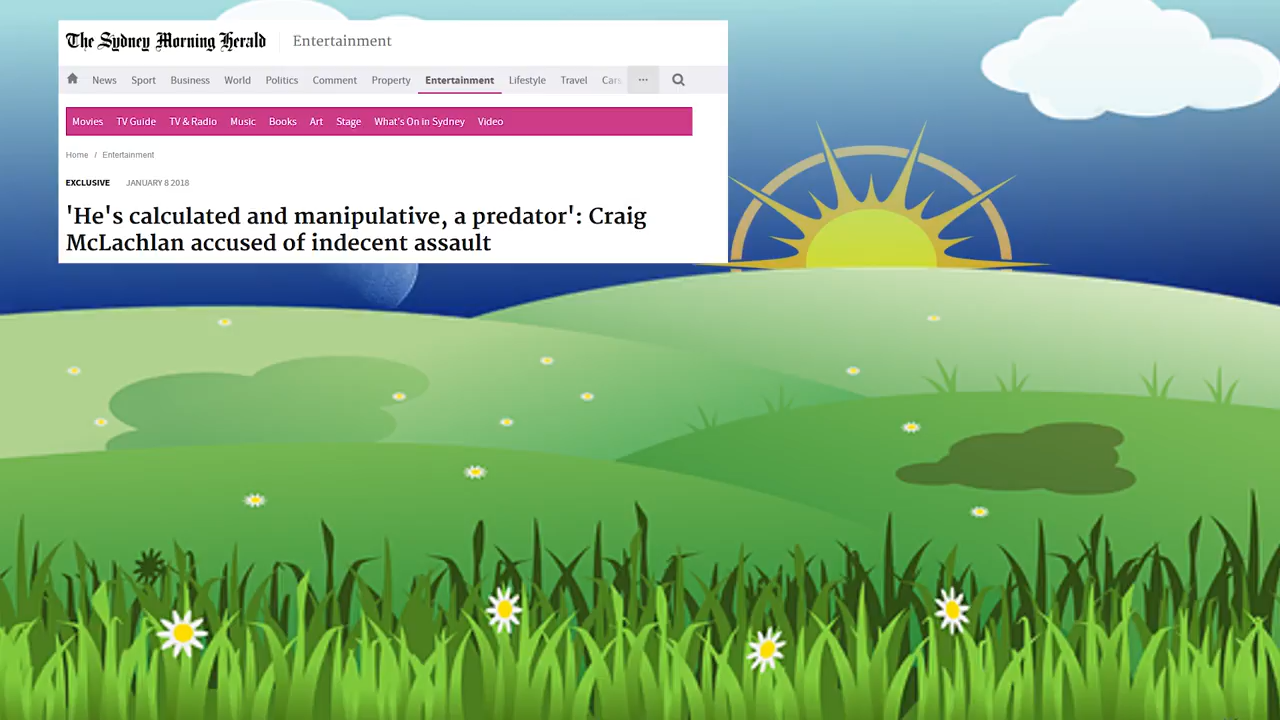 The Sydney Morning Herald Entertainment
News Sport Business World Politics Comment Property Entertainment Lifestyle Travel Cars ...
Movies TV Guide TV & Radio Music Books Art Stage What's On in Sydney Video
Home / Entertainment
EXCLUSIVE JANUARY 8 2018
'He's calculated and manipulative, a predator': Craig
McLachlan accused of indecent assault